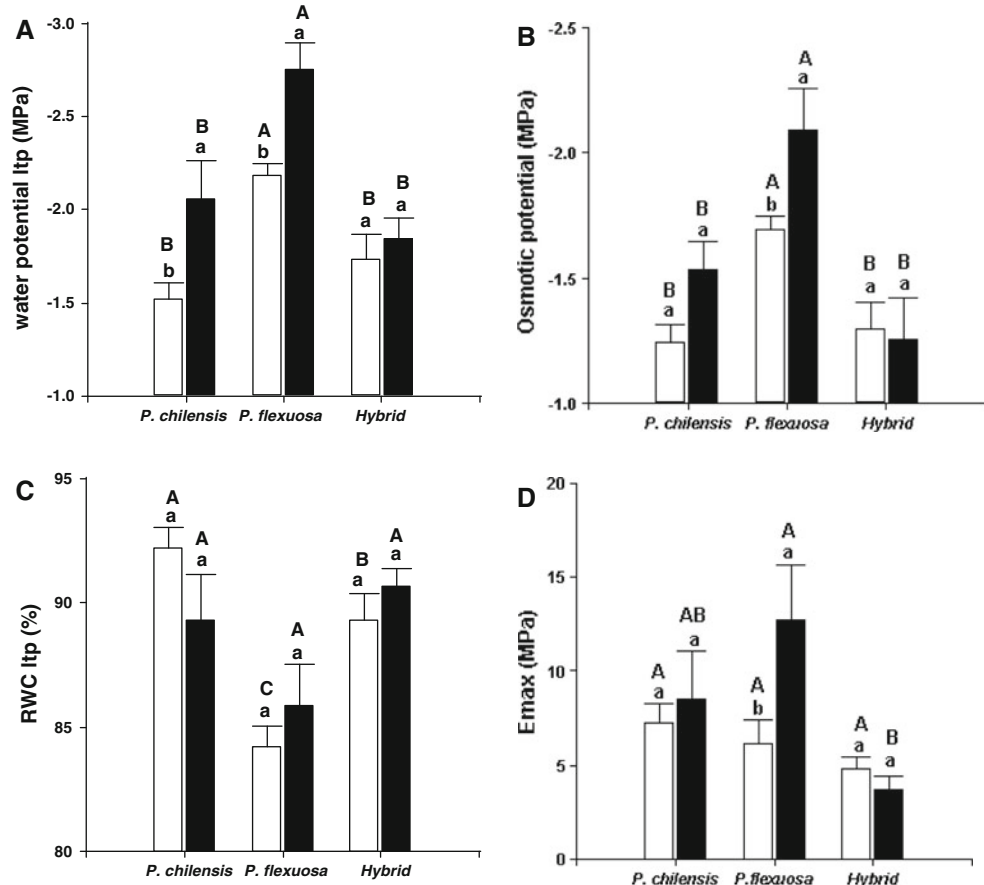 A
water potential ltp (MPa)
-3.0
-2.5
-2.0
-1.5
-1.0
B
b
B
a
A
b
A
a
B
a
B
a
P. chilensis P. flexuosa Hybrid
B
Osmotic potential (MPa)
-2.5
-2.0
-1.5
-1.0
B
a
B
a
A
b
A
a
B
a
B
a
P. chilensis P. flexuosa Hybrid
C
RWC ltp (%)
95
90
85
80
A
a
A
a
C
a
A
a
B
a
A
a
P. chilensis P. flexuosa Hybrid
D
Emax (MPa)
20
15
10
5
0
A
a
AB
a
A
b
A
a
A
a
B
a
P. chilensis P.flexuosa Hybrid